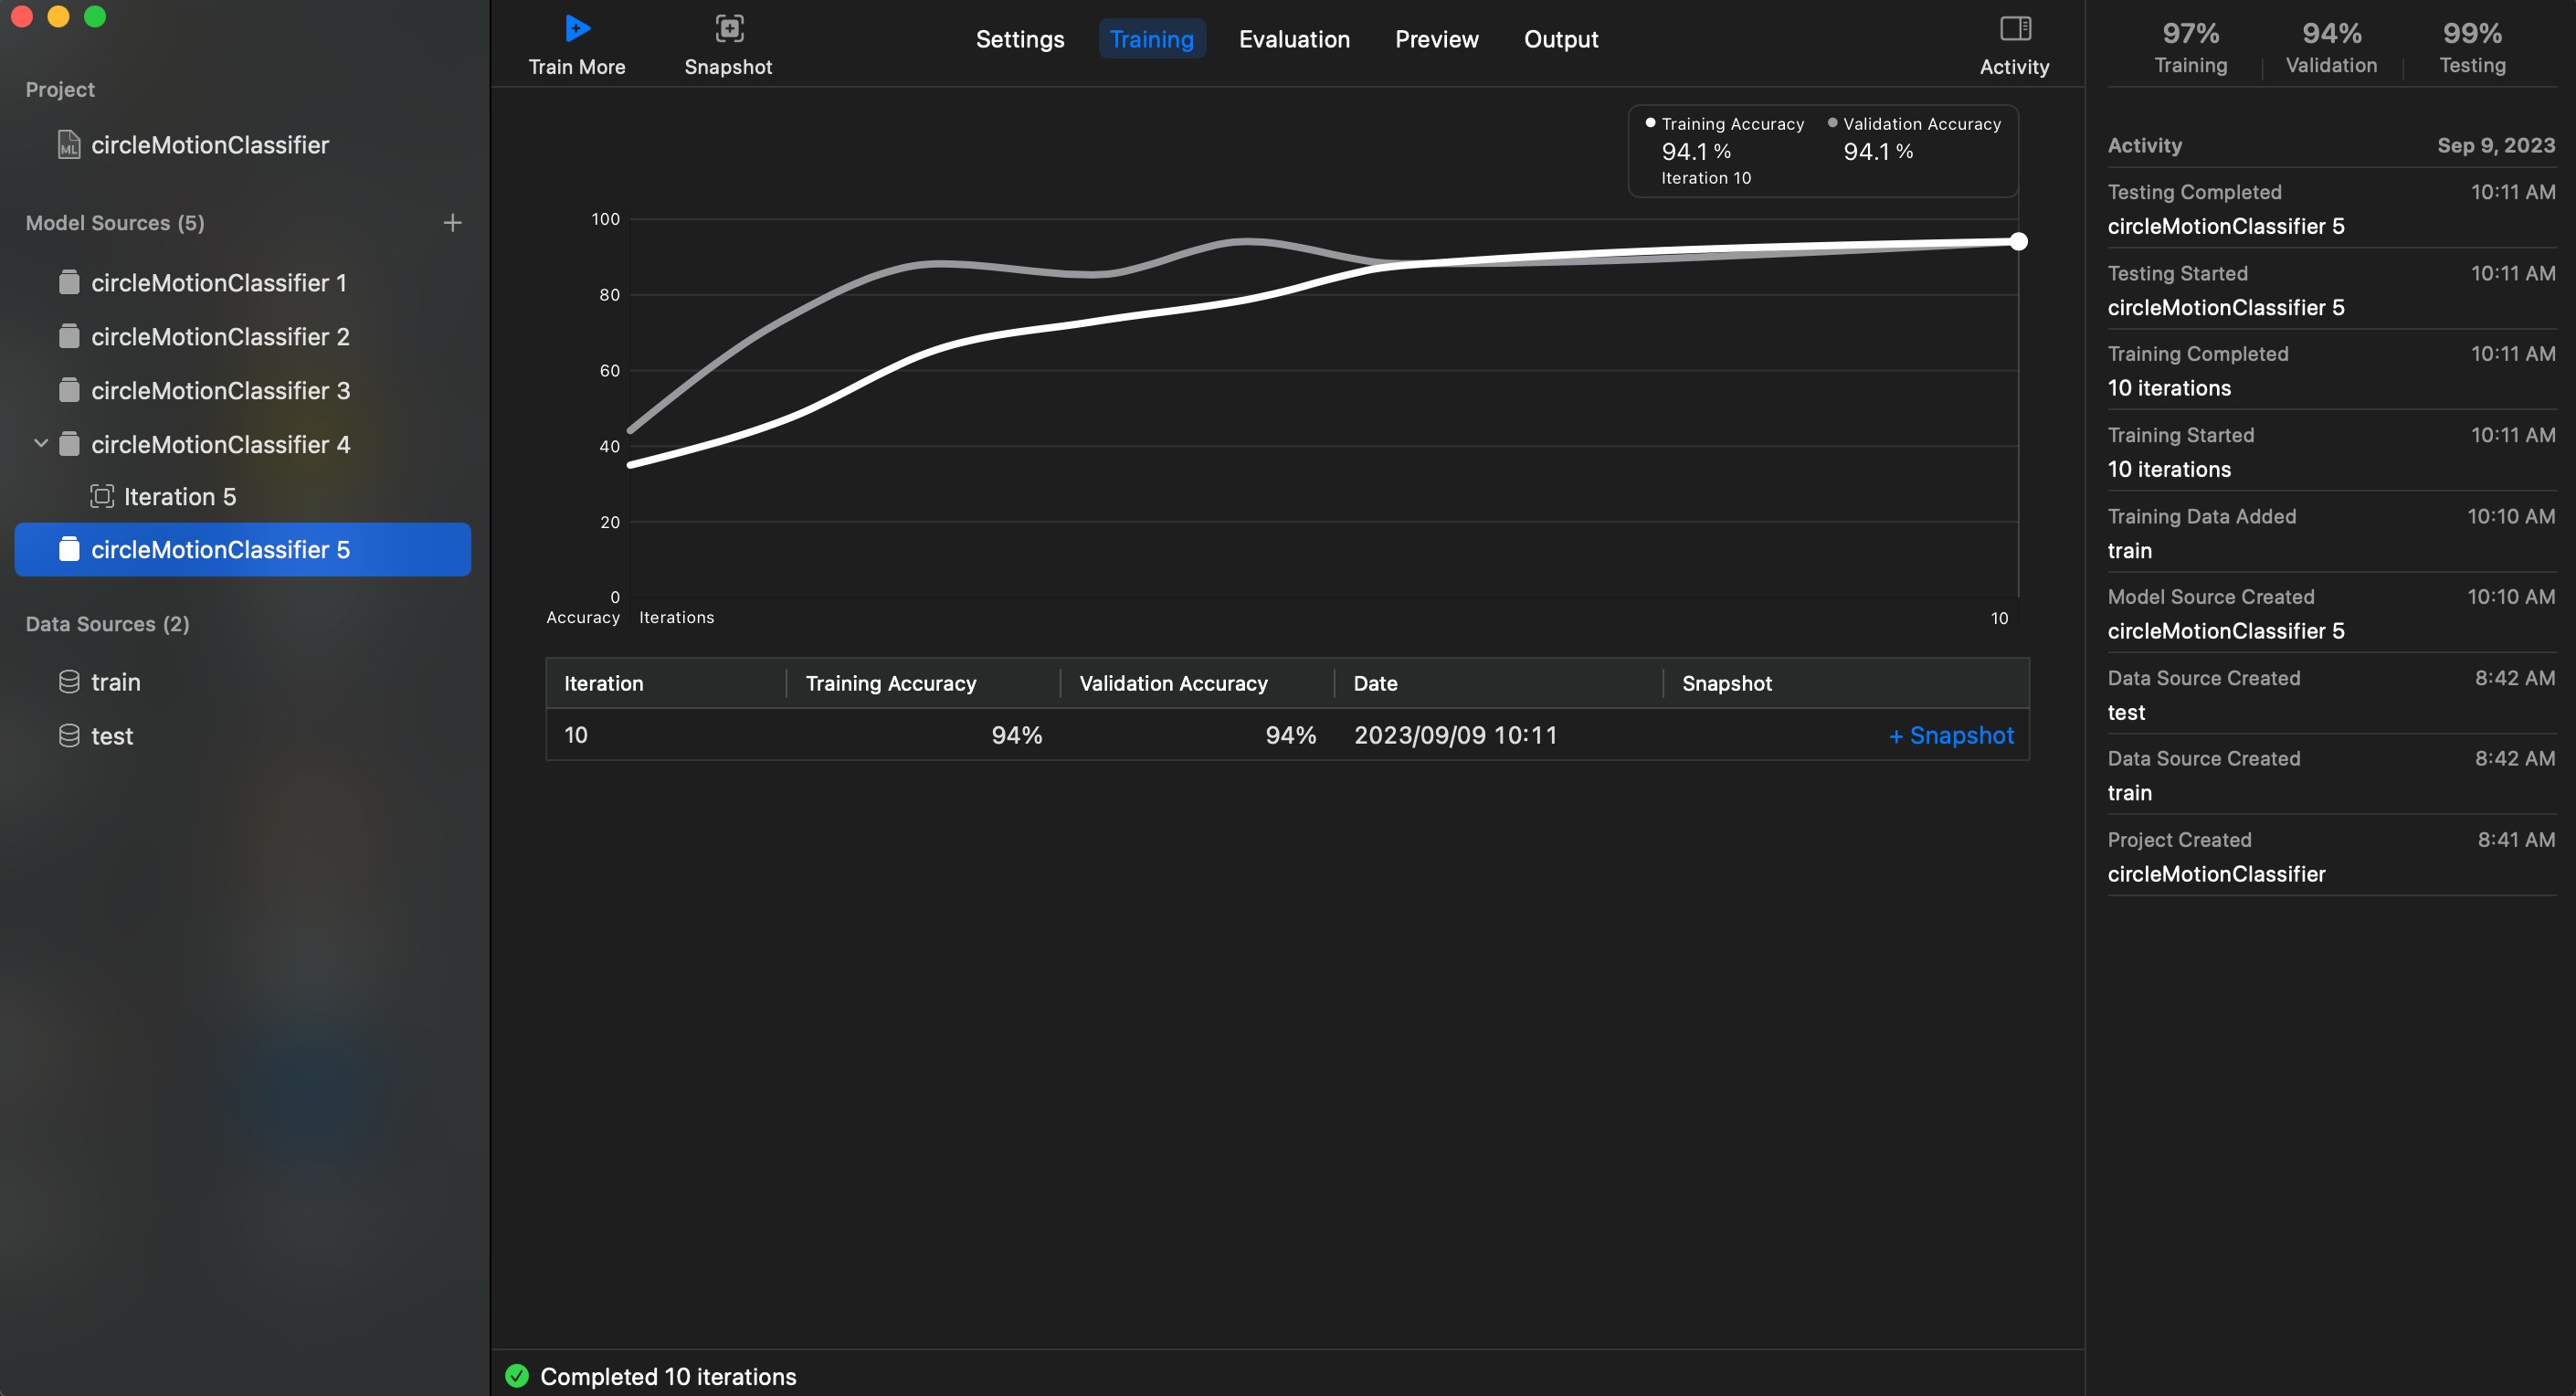 Project
ML
circleMotionClassifier
Model Sources (5)
circleMotionClassifier 1
circleMotionClassifier 2
circleMotionClassifier 3
circleMotionClassifier 4
Iteration 5
circleMotionClassifier 5
Data Sources (2)
train
test
Train More
Snapshot
Settings
Training
Evaluation
Preview
Output
Activity
Training Accuracy Validation Accuracy
94.1 % 94.1 %
Iteration 10
100
80
60
40
20
0
Accuracy Iterations 10
Iteration Training Accuracy Validation Accuracy Date Snapshot
10 94% 94% 2023/09/09 10:11 + Snapshot
Completed 10 iterations
97% 94% 99%
Training Validation Testing
Activity Sep 9, 2023
Testing Completed 10:11 AM
circleMotionClassifier 5
Testing Started 10:11 AM
circleMotionClassifier 5
Training Completed 10:11 AM
10 iterations
Training Started 10:11 AM
10 iterations
Training Data Added 10:10 AM
train
Model Source Created 10:10 AM
circleMotionClassifier 5
Data Source Created 8:42 AM
test
Data Source Created 8:42 AM
train
Project Created 8:41 AM
circleMotionClassifier